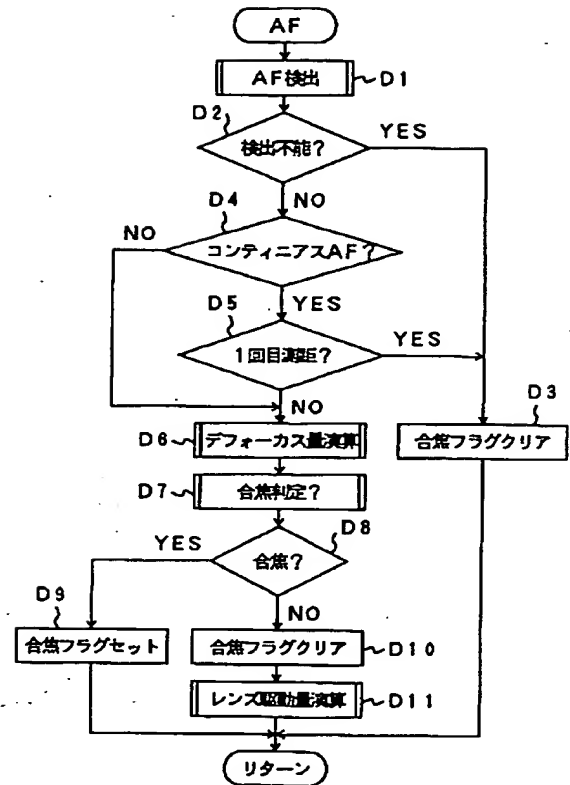 AF
AF検出
D1
D2
検出不能?
YES
NO
D4
NO
コンティニアスAF?
YES
D5
1回目測距?
YES
NO
D3
合焦フラグクリア
D6
デフォーカス量演算
D7
合焦判定?
D8
YES
合焦?
NO
D9
合焦フラグセット
合焦フラグクリア
D10
レンズ駆動量演算
D11
リターン